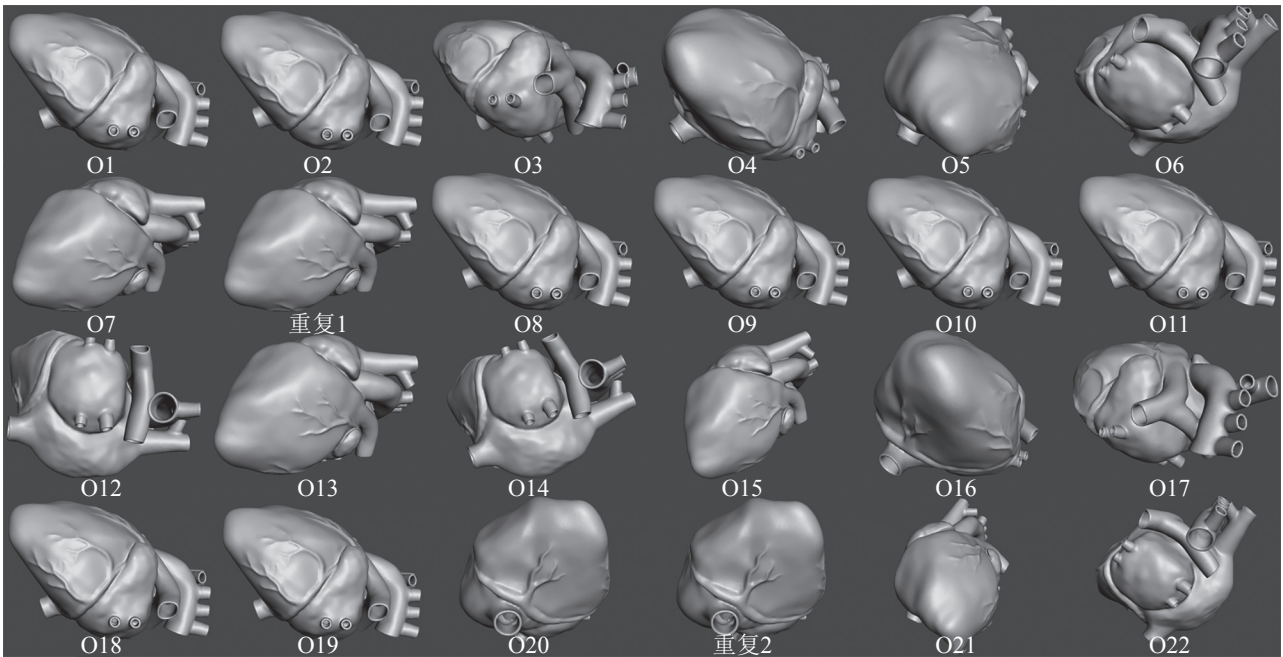 O1 O2 O3 O4 O5 O6
O7 重复1 O8 O9 O10 O11
O12 O13 O14 O15 O16 O17
O18 O19 O20 重复2 O21 O22